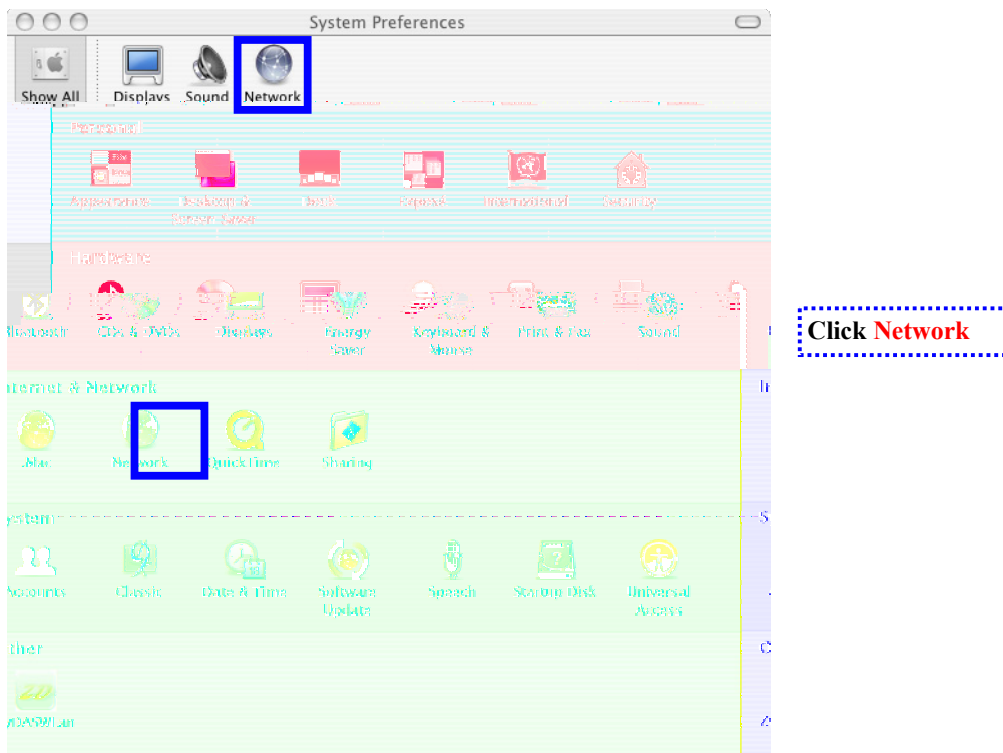 System Preferences
Show All Displays Sound Network
Personal
Appearance Desktop & Screen Saver Dock Exposé International Security
Hardware
Bluetooth CDs & DVDs Displays Energy Saver Keyboard & Mouse Print & Fax Sound
Click Network
Internet & Network
.Mac Network QuickTime Sharing
System
Accounts Classic Date & Time Software Update Speech Startup Disk Universal Access
ther